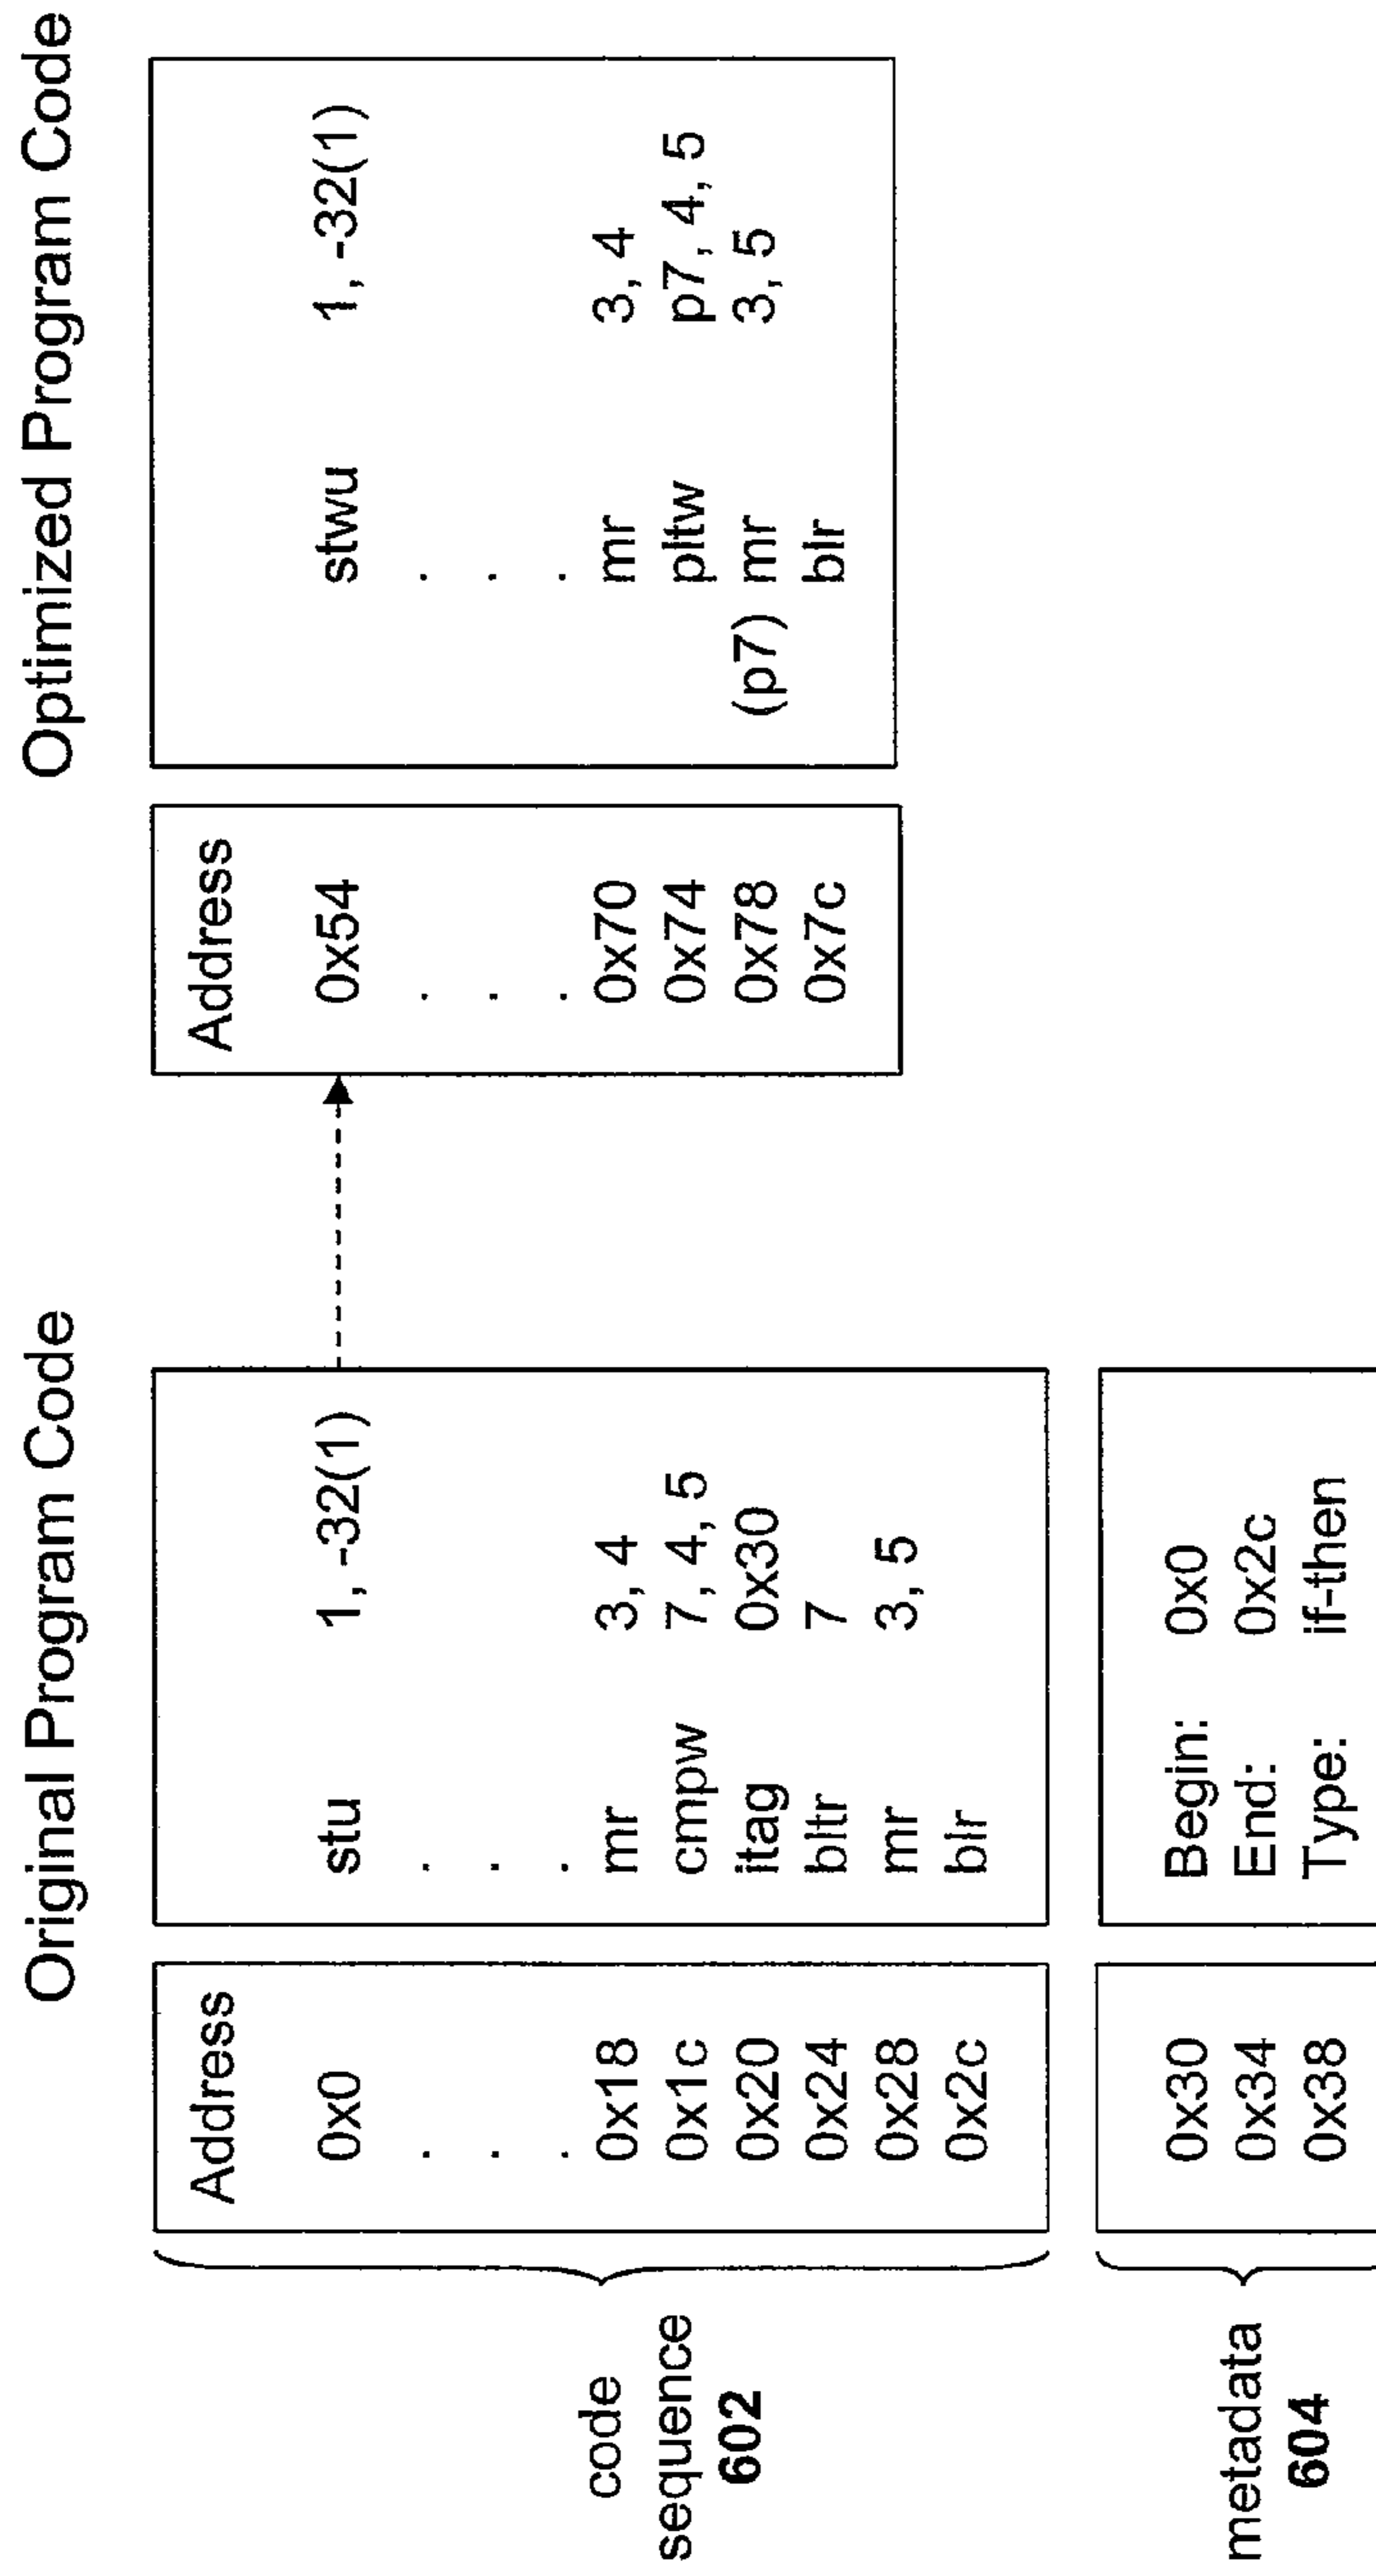 Original Program Code
Address
0x0 stu 1, -32(1)
. .
. .
. .
0x18 mr 3, 4
0x1c cmpw 7, 4, 5
0x20 itag 0x30
0x24 bltr 7
0x28 mr 3, 5
0x2c blr
code
sequence
602
0x30 Begin: 0x0
0x34 End: 0x2c
0x38 Type: if-then
metadata
604
Optimized Program Code
Address
0x54 stwu 1, -32(1)
. .
. .
. .
0x70 mr 3, 4
0x74 pltw p7, 4, 5
0x78 (p7) mr 3, 5
0x7c blr